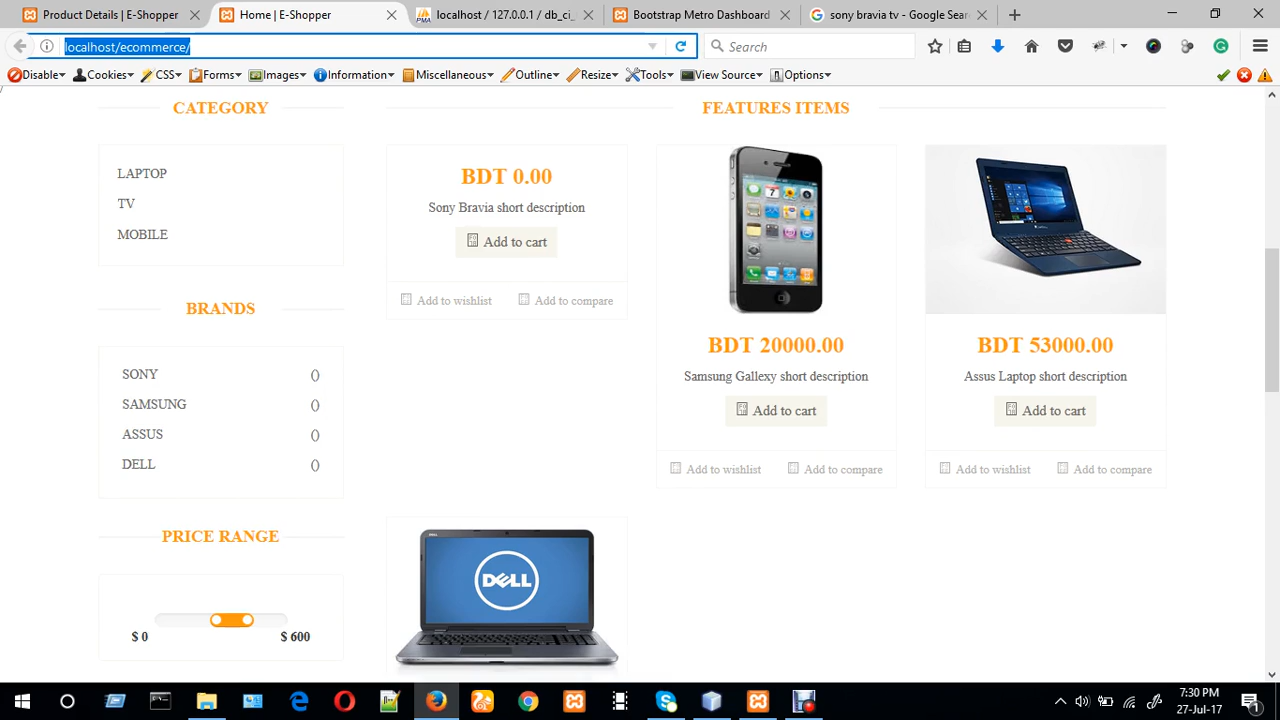 Product Details | E-Shopper
Home | E-Shopper
localhost / 127.0.0.1 / db_ci_
Bootstrap Metro Dashboard
sony bravia tv - Google Sear
localhost/ecommerce/
Search
Disable
Cookies
CSS
Forms
Images
Information
Miscellaneous
Outline
Resize
Tools
View Source
Options
CATEGORY
LAPTOP
TV
MOBILE
BRANDS
SONY ()
SAMSUNG ()
ASSUS ()
DELL ()
PRICE RANGE
$ 0 $ 600
FEATURES ITEMS
BDT 0.00
Sony Bravia short description
Add to cart
Add to wishlist Add to compare
BDT 20000.00
Samsung Gallexy short description
Add to cart
Add to wishlist Add to compare
BDT 53000.00
Assus Laptop short description
Add to cart
Add to wishlist Add to compare
DELL
7:30 PM
27-Jul-17